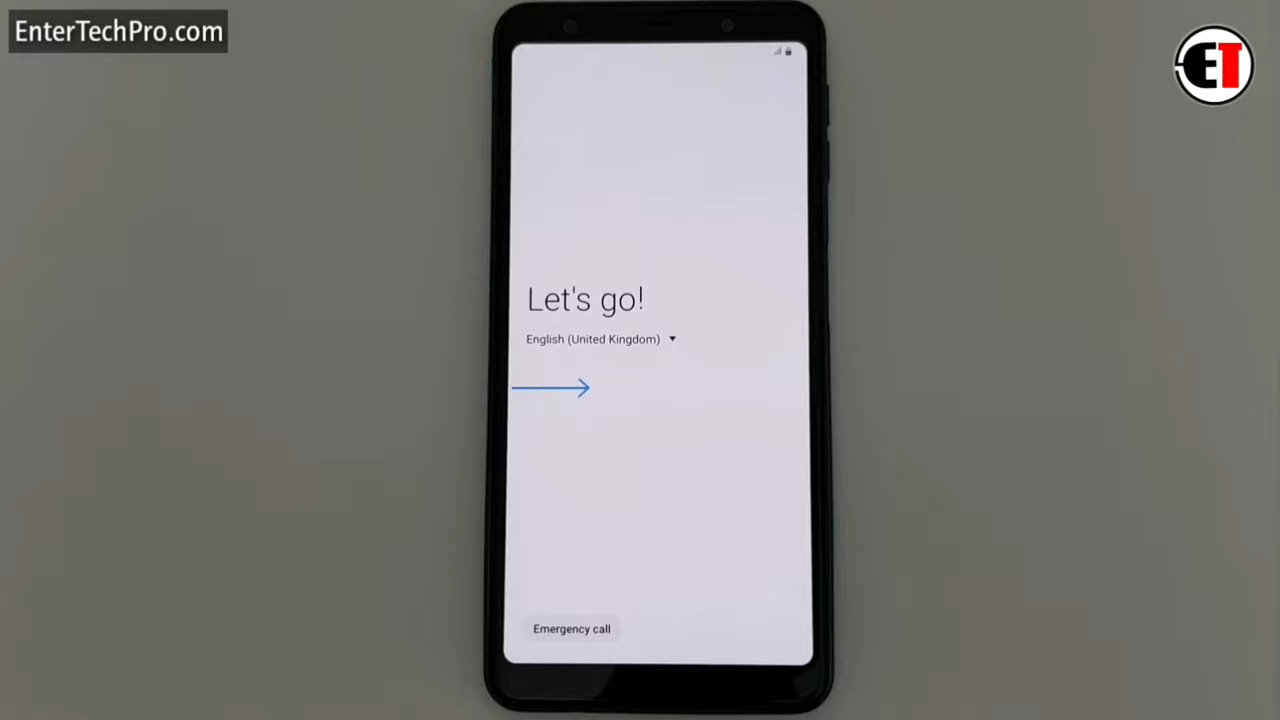 EnterTechPro.com
ET
Let's go!
English (United Kingdom)
Emergency call